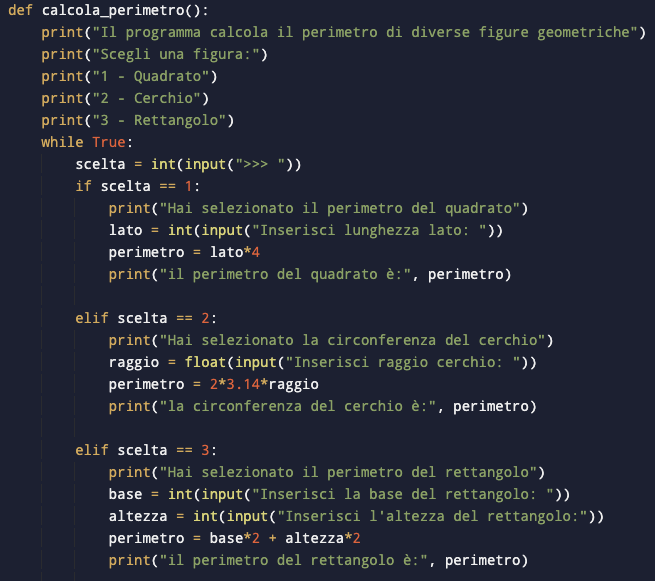 def calcola_perimetro():
    print("Il programma calcola il perimetro di diverse figure geometriche")
    print("Scegli una figura:")
    print("1 - Quadrato")
    print("2 - Cerchio")
    print("3 - Rettangolo")
    while True:
        scelta = int(input(">>> "))
        if scelta == 1:
            print("Hai selezionato il perimetro del quadrato")
            lato = int(input("Inserisci lunghezza lato: "))
            perimetro = lato*4
            print("il perimetro del quadrato è:", perimetro)

        elif scelta == 2:
            print("Hai selezionato la circonferenza del cerchio")
            raggio = float(input("Inserisci raggio cerchio: "))
            perimetro = 2*3.14*raggio
            print("la circonferenza del cerchio è:", perimetro)

        elif scelta == 3:
            print("Hai selezionato il perimetro del rettangolo")
            base = int(input("Inserisci la base del rettangolo: "))
            altezza = int(input("Inserisci l'altezza del rettangolo:"))
            perimetro = base*2 + altezza*2
            print("il perimetro del rettangolo è:", perimetro)